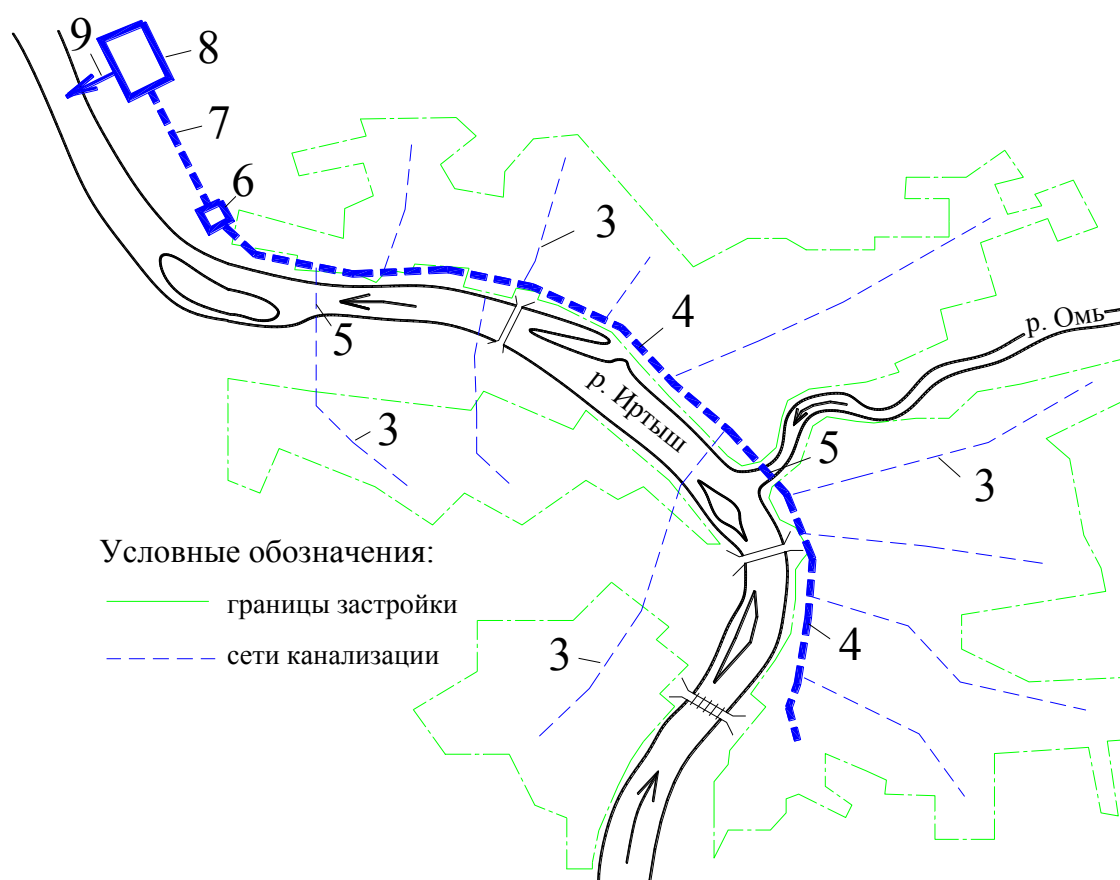 9
8
7
6
3
4
5
р. Омь
р. Иртыш
3
5
3
Условные обозначения:
границы застройки
сети канализации
3
4